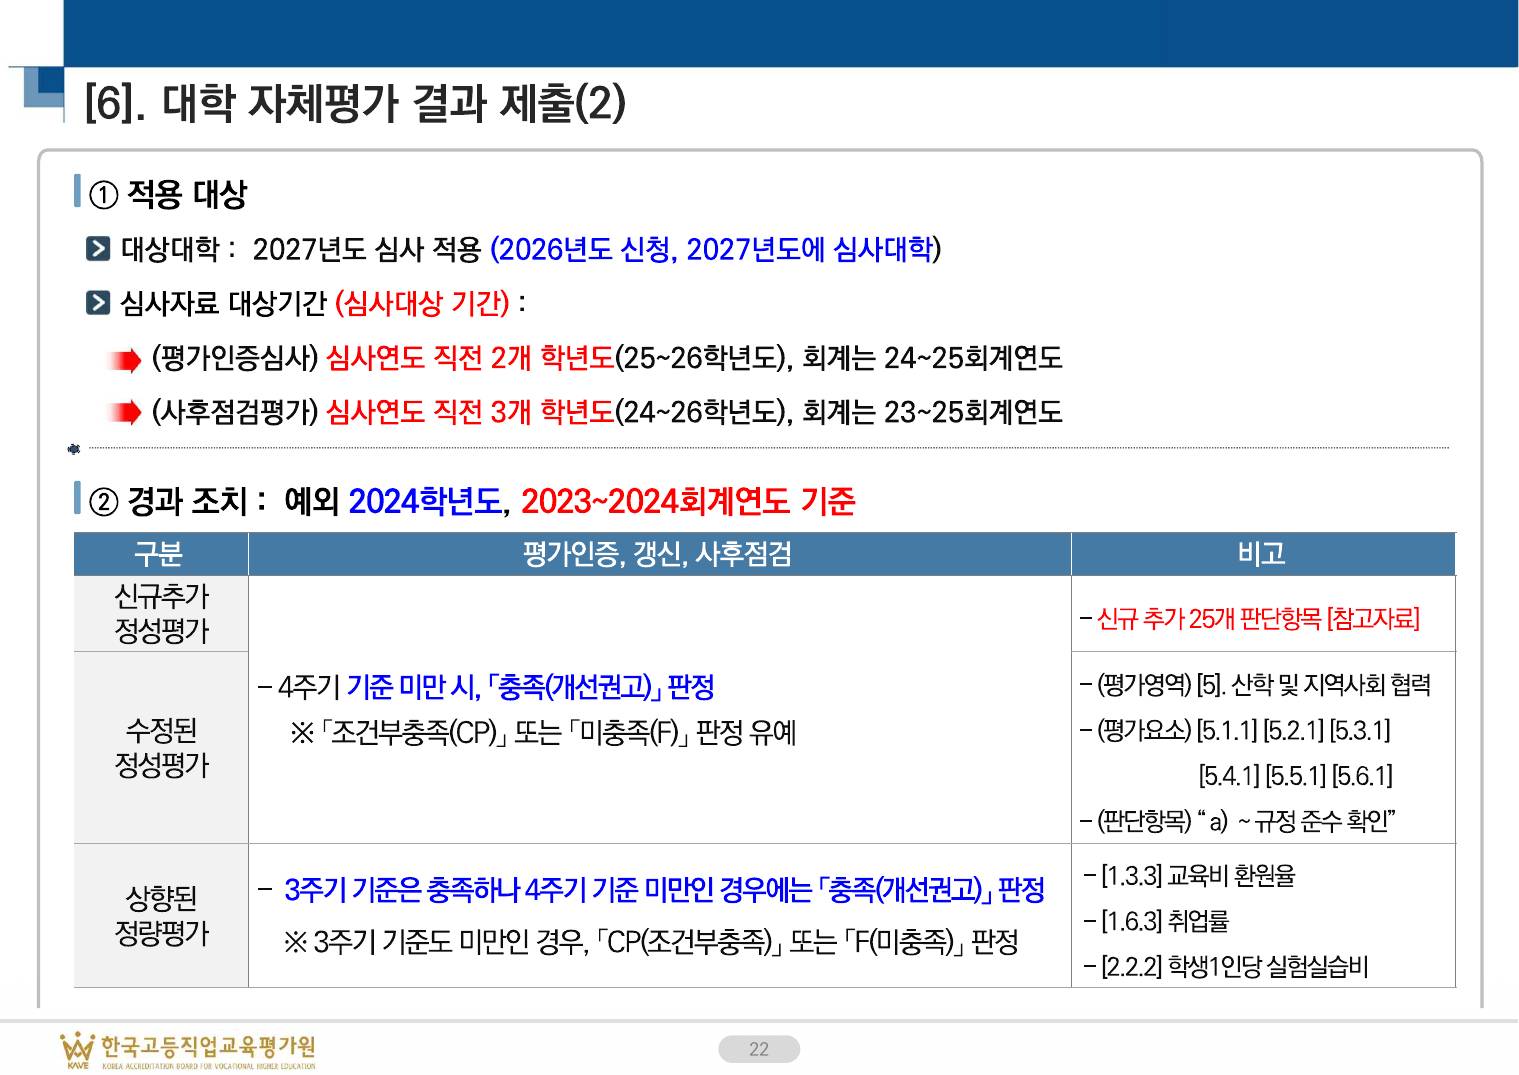 [6]. 대학 자체평가 결과 제출(2)
① 적용 대상
대상대학 : 2027년도 심사 적용 (2026년도 신청, 2027년도에 심사대학)
심사자료 대상기간 (심사대상 기간) :
(평가인증심사) 심사연도 직전 2개 학년도(25~26학년도), 회계는 24~25회계연도
(사후점검평가) 심사연도 직전 3개 학년도(24~26학년도), 회계는 23~25회계연도
② 경과 조치 : 예외 2024학년도, 2023~2024회계연도 기준
구분 평가인증, 갱신, 사후점검 비고
신규추가
정성평가
– 신규 추가 25개 판단항목 [참고자료]
수정된
정성평가
– 4주기 기준 미만 시, 「충족(개선권고)」 판정
※ 「조건부충족(CP)」 또는 「미충족(F)」 판정 유예
– (평가영역) [5]. 산학 및 지역사회 협력
– (평가요소) [5.1.1] [5.2.1] [5.3.1]
[5.4.1] [5.5.1] [5.6.1]
– (판단항목) “ a) ~ 규정 준수 확인”
상향된
정량평가
– 3주기 기준은 충족하나 4주기 기준 미만인 경우에는 「충족(개선권고)」 판정
※ 3주기 기준도 미만인 경우, 「CP(조건부충족)」 또는 「F(미충족)」 판정
– [1.3.3] 교육비 환원율
– [1.6.3] 취업률
– [2.2.2] 학생1인당 실험실습비
한국고등직업교육평가원
KAVE KOREA ACCREDITATION BOARD FOR VOCATIONAL HIGHER EDUCATION
22